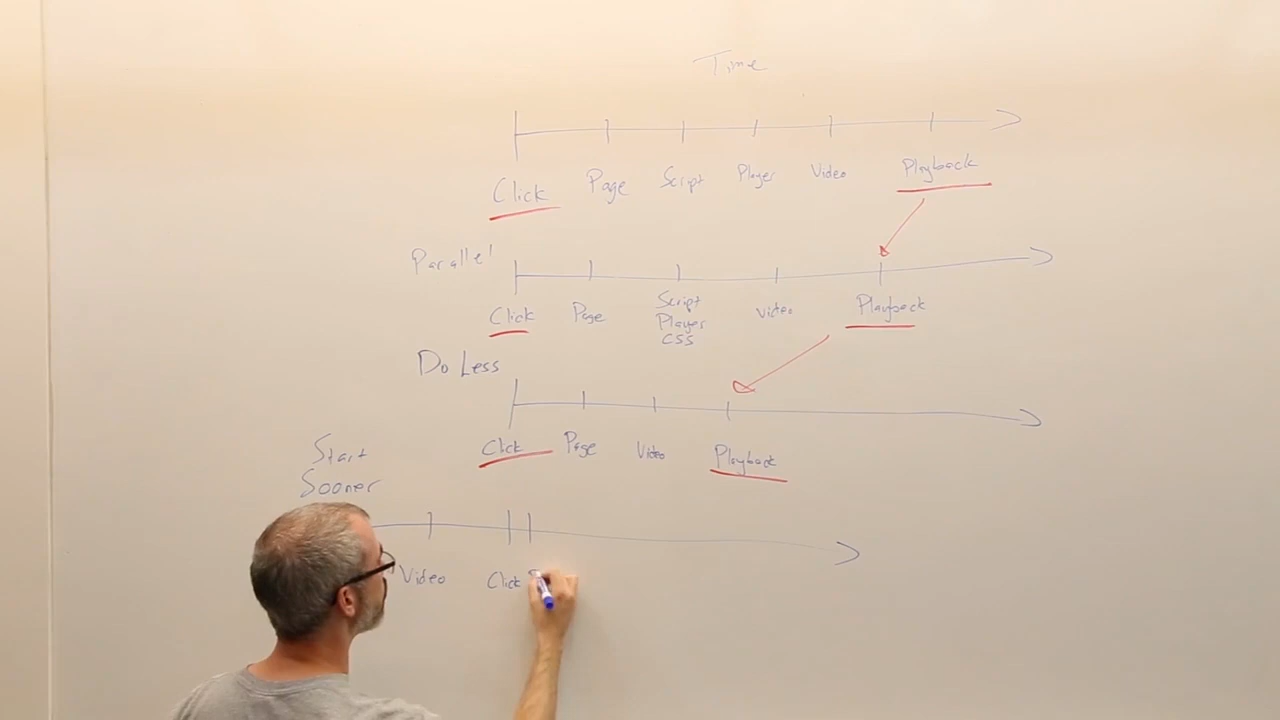 Time
Click Page Script Player Video Playback
Parallel
Click Page Script Player CSS Video Playback
Do Less
Click Page Video Playback
Start
Sooner
Video Click